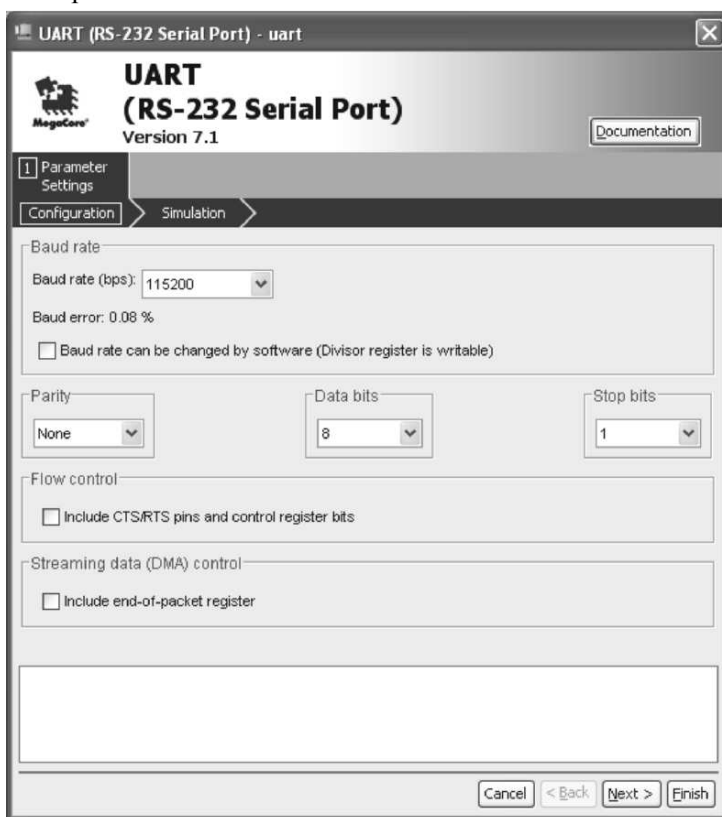 UART (RS-232 Serial Port) - uart
MegaCore'
UART
(RS-232 Serial Port)
Version 7.1
Documentation
1 Parameter
Settings
Configuration
Simulation
Baud rate
Baud rate (bps): 115200
Baud error: 0.08 %
Baud rate can be changed by software (Divisor register is writable)
Parity
Data bits
Stop bits
None
8
1
Flow control
Include CTS/RTS pins and control register bits
Streaming data (DMA) control
Include end-of-packet register
Cancel
< Back
Next >
Finish